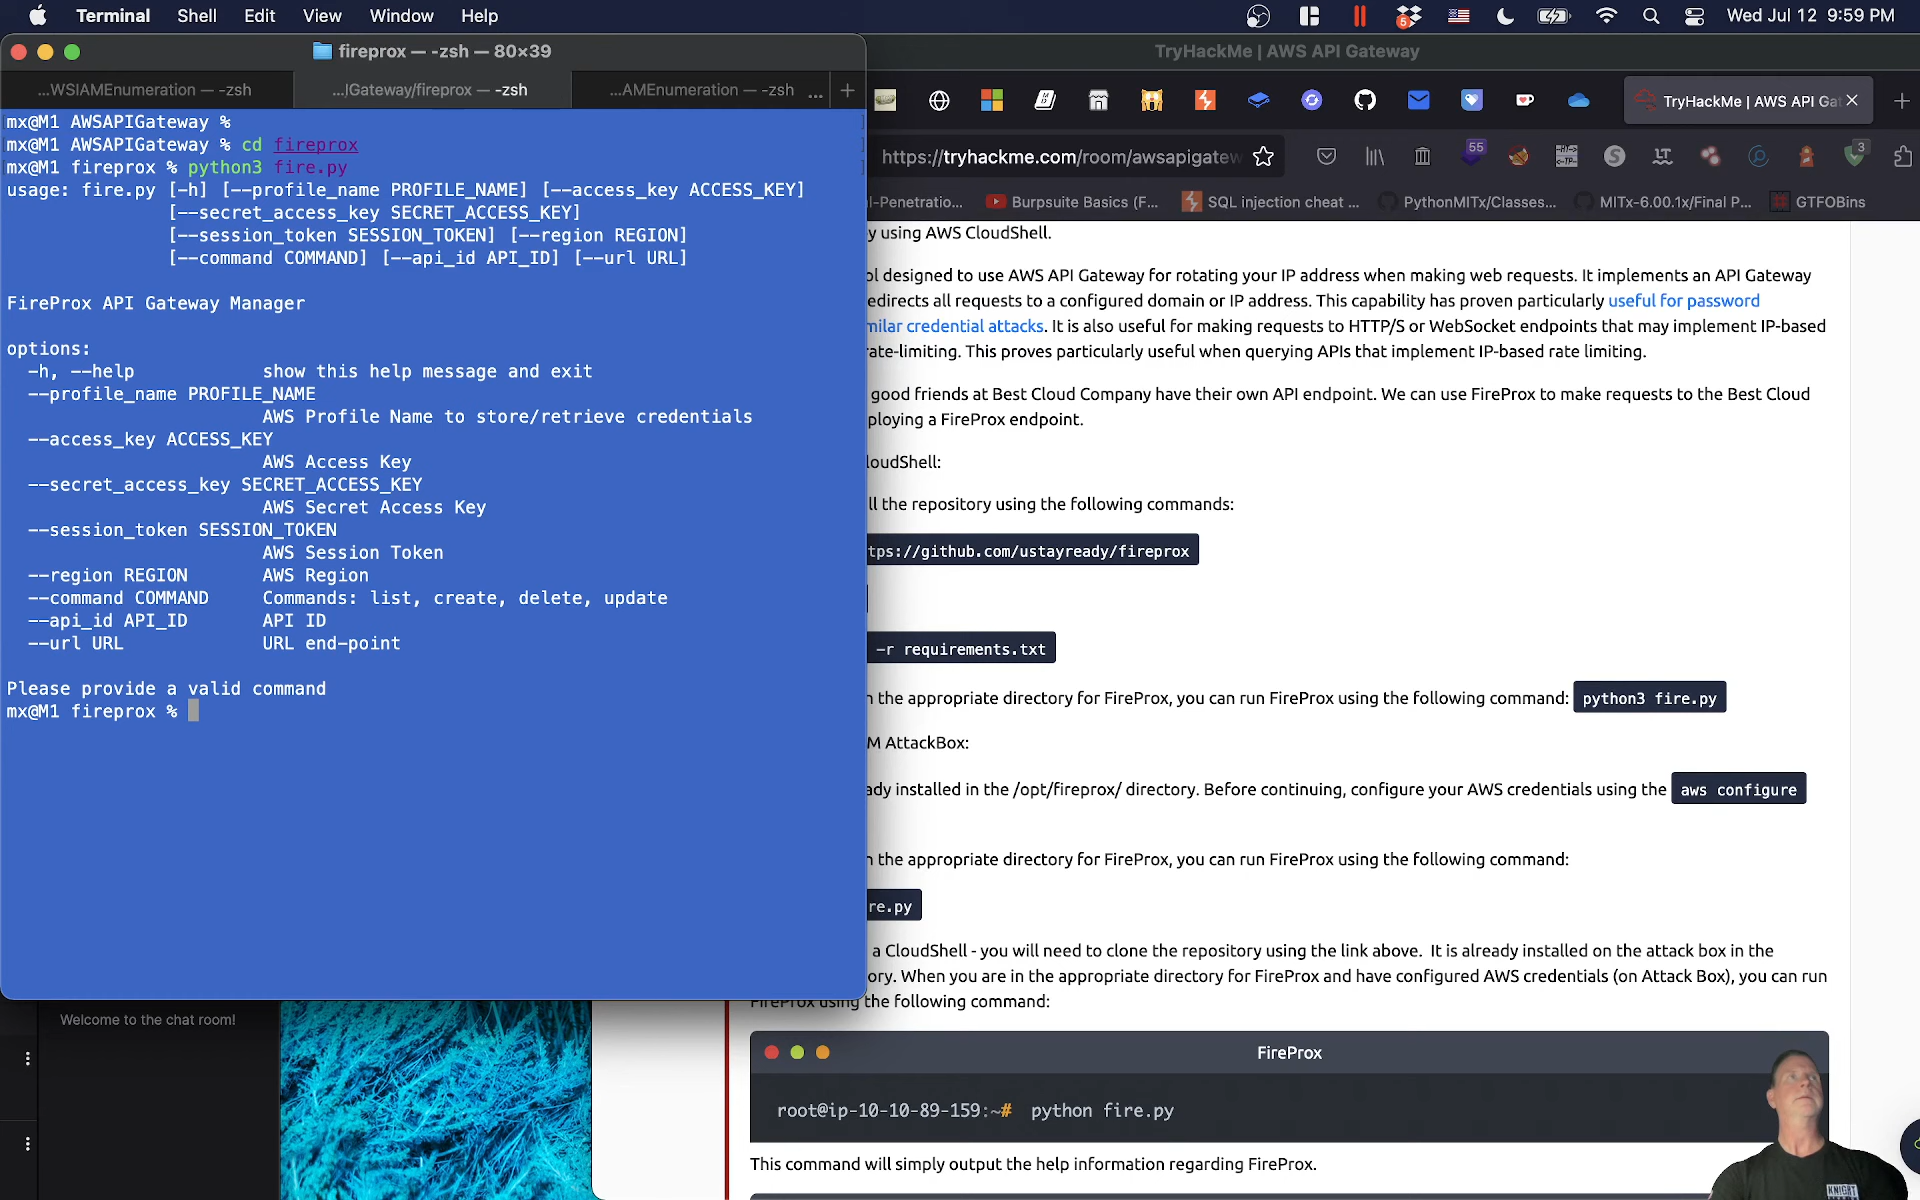 Terminal Shell Edit View Window Help
5
Wed Jul 12 9:59 PM
fireprox — -zsh — 80×39
...WSIAMEnumeration — -zsh
...IGateway/fireprox — -zsh
...AMEnumeration — -zsh ...
mx@M1 AWSAPIGateway %
mx@M1 AWSAPIGateway % cd fireprox
mx@M1 fireprox % python3 fire.py
usage: fire.py [-h] [--profile_name PROFILE_NAME] [--access_key ACCESS_KEY]
[--secret_access_key SECRET_ACCESS_KEY]
[--session_token SESSION_TOKEN] [--region REGION]
[--command COMMAND] [--api_id API_ID] [--url URL]
FireProx API Gateway Manager
options:
-h, --help show this help message and exit
--profile_name PROFILE_NAME
AWS Profile Name to store/retrieve credentials
--access_key ACCESS_KEY
AWS Access Key
--secret_access_key SECRET_ACCESS_KEY
AWS Secret Access Key
--session_token SESSION_TOKEN
AWS Session Token
--region REGION AWS Region
--command COMMAND Commands: list, create, delete, update
--api_id API_ID API ID
--url URL URL end-point
Please provide a valid command
mx@M1 fireprox %
TryHackMe | AWS API Gateway
TryHackMe | AWS API Gat
https://tryhackme.com/room/awsapigatew
55
3
l-Penetratio... Burpsuite Basics (F... SQL injection cheat ... PythonMITx/Classes... MITx-6.00.1x/Final P... GTFOBins
y using AWS CloudShell.
ol designed to use AWS API Gateway for rotating your IP address when making web requests. It implements an API Gateway
edirects all requests to a configured domain or IP address. This capability has proven particularly useful for password
milar credential attacks. It is also useful for making requests to HTTP/S or WebSocket endpoints that may implement IP-based
rate-limiting. This proves particularly useful when querying APIs that implement IP-based rate limiting.
good friends at Best Cloud Company have their own API endpoint. We can use FireProx to make requests to the Best Cloud
ploying a FireProx endpoint.
loudShell:
ll the repository using the following commands:
tps://github.com/ustayready/fireprox
-r requirements.txt
n the appropriate directory for FireProx, you can run FireProx using the following command: python3 fire.py
M AttackBox:
ady installed in the /opt/fireprox/ directory. Before continuing, configure your AWS credentials using the aws configure
n the appropriate directory for FireProx, you can run FireProx using the following command:
re.py
a CloudShell - you will need to clone the repository using the link above. It is already installed on the attack box in the
ory. When you are in the appropriate directory for FireProx and have configured AWS credentials (on Attack Box), you can run
FireProx using the following command:
FireProx
root@ip-10-10-89-159:~# python fire.py
This command will simply output the help information regarding FireProx.
Welcome to the chat room!
KNIGHT